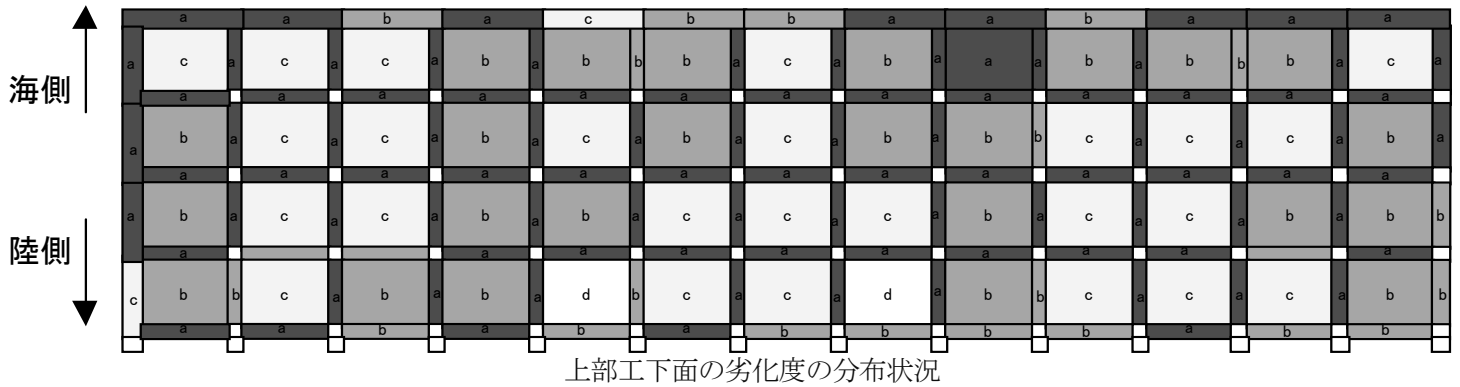 a a b a c b b a a b a a a
海側
a c a c a c a b a b b b a c a b a a a b a b b b a c a
a a a a a a a a a a a a a
a b a c a c a b a c a b a c a b a b b c a c a c a b a
a a a a a a a a a a a a a
a b a c a c a b a b a c a c a c a b a c a c a b a b b
陸側
a a a a a a a a a a
c b b c a b a b a d b c a c a d a b b c a c a c a b b
a a b a b a b b b b a b b
上部工下面の劣化度の分布状況